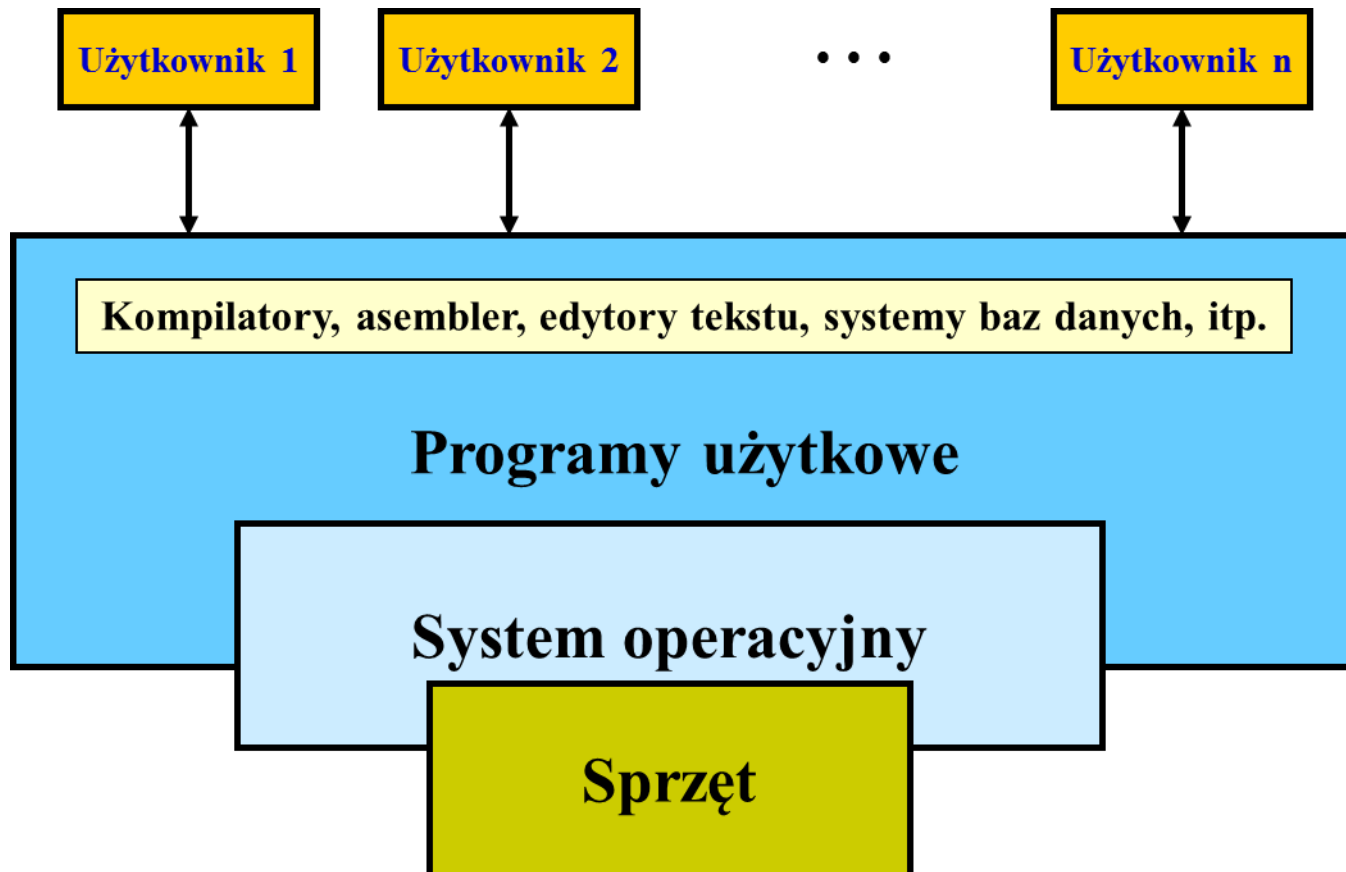 Użytkownik 1
Użytkownik 2
• • •
Użytkownik n
Kompilatory, asembler, edytory tekstu, systemy baz danych, itp.
Programy użytkowe
System operacyjny
Sprzęt